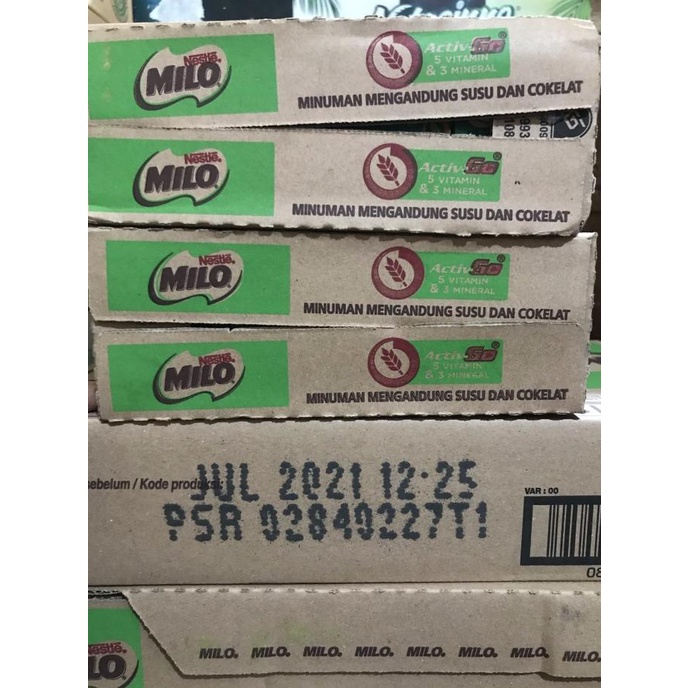 Nestlé.
MILO.
Activ-Go®
5 VITAMIN
& 3 MINERAL
MINUMAN MENGANDUNG SUSU DAN COKELAT
Nestlé.
MILO.
Activ-Go®
5 VITAMIN
& 3 MINERAL
MINUMAN MENGANDUNG SUSU DAN COKELAT
Nestlé.
MILO.
Activ-Go®
5 VITAMIN
& 3 MINERAL
MINUMAN MENGANDUNG SUSU DAN COKELAT
Nestlé.
MILO.
Activ-Go®
5 VITAMIN
& 3 MINERAL
MINUMAN MENGANDUNG SUSU DAN COKELAT
sebelum / Kode produksi:
JUL 2021 12:25
PSR 02840227T1
VAR : 00
08
MILO. MILO. MILO. MILO. MILO. MILO. MILO. MILO.